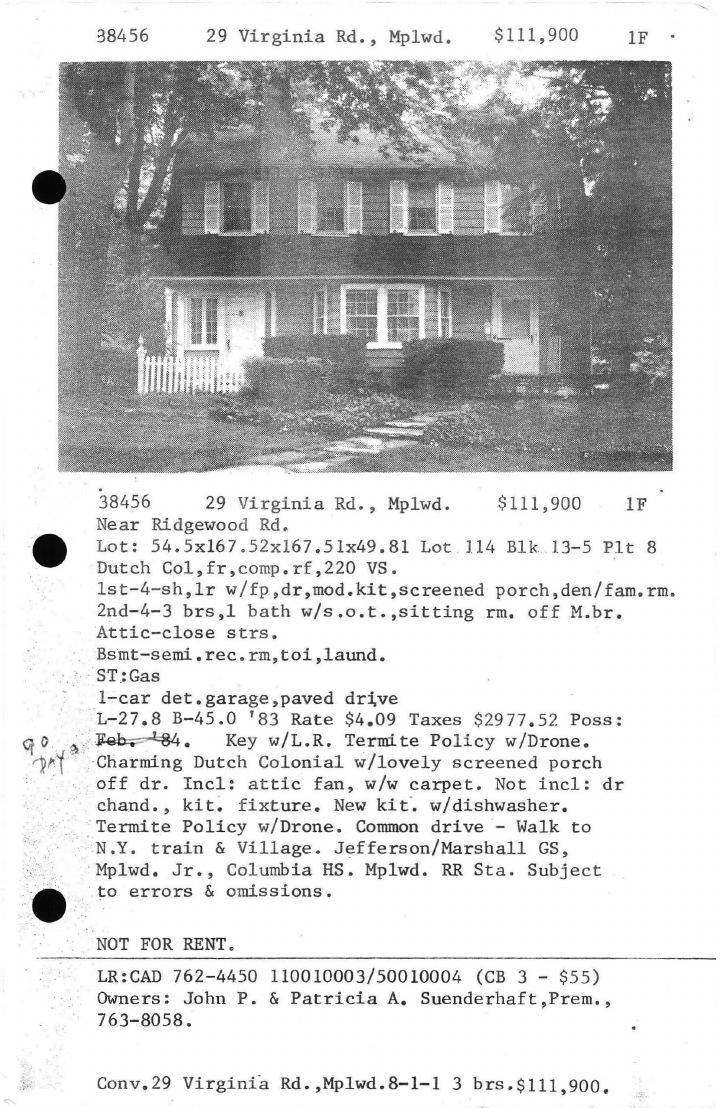 38456 29 Virginia Rd., Mplwd. $111,900 1F
38456 29 Virginia Rd., Mplwd. $111,900 1F
Near Ridgewood Rd.
Lot: 54.5x167.52x167.51x49.81 Lot 114 Blk 13-5 Plt 8
Dutch Col,fr,comp.rf,220 VS.
1st-4-sh,lr w/fp,dr,mod.kit,screened porch,den/fam.rm.
2nd-4-3 brs,1 bath w/s.o.t.,sitting rm. off M.br.
Attic-close strs.
Bsmt-semi.rec.rm,toi,laund.
ST:Gas
1-car det.garage,paved drive
L-27.8 B-45.0 '83 Rate $4.09 Taxes $2977.52 Poss:
90 DAYS
Feb. '84. Key w/L.R. Termite Policy w/Drone.
Charming Dutch Colonial w/lovely screened porch
off dr. Incl: attic fan, w/w carpet. Not incl: dr
chand., kit. fixture. New kit. w/dishwasher.
Termite Policy w/Drone. Common drive - Walk to
N.Y. train & Village. Jefferson/Marshall GS,
Mplwd. Jr., Columbia HS. Mplwd. RR Sta. Subject
to errors & omissions.
NOT FOR RENT.
LR:CAD 762-4450 110010003/50010004 (CB 3 - $55)
Owners: John P. & Patricia A. Suenderhaft,Prem.,
763-8058.
Conv.29 Virginia Rd.,Mplwd.8-1-1 3 brs.$111,900.